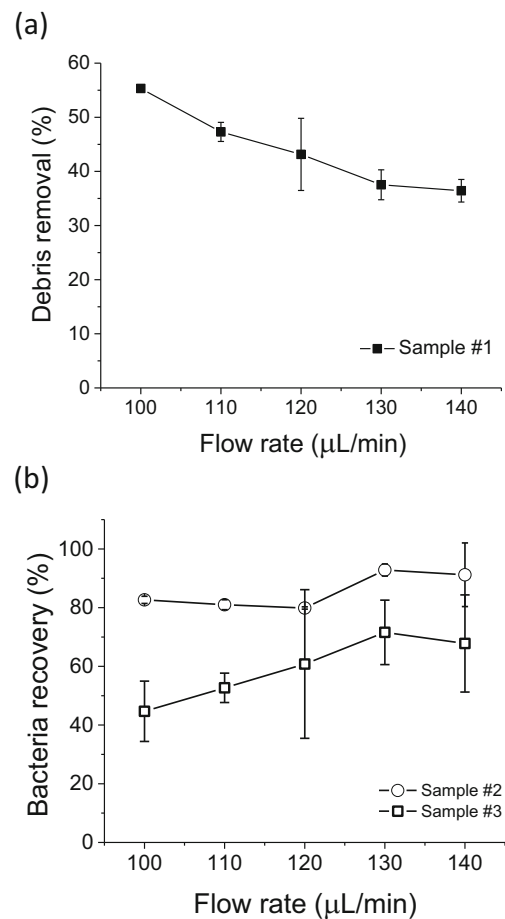 (a)
Debris removal (%)
60
50
40
30
20
10
0
Sample #1
100 110 120 130 140
Flow rate (μL/min)
(b)
Bacteria recovery (%)
100
80
60
40
20
0
Sample #2
Sample #3
100 110 120 130 140
Flow rate (μL/min)